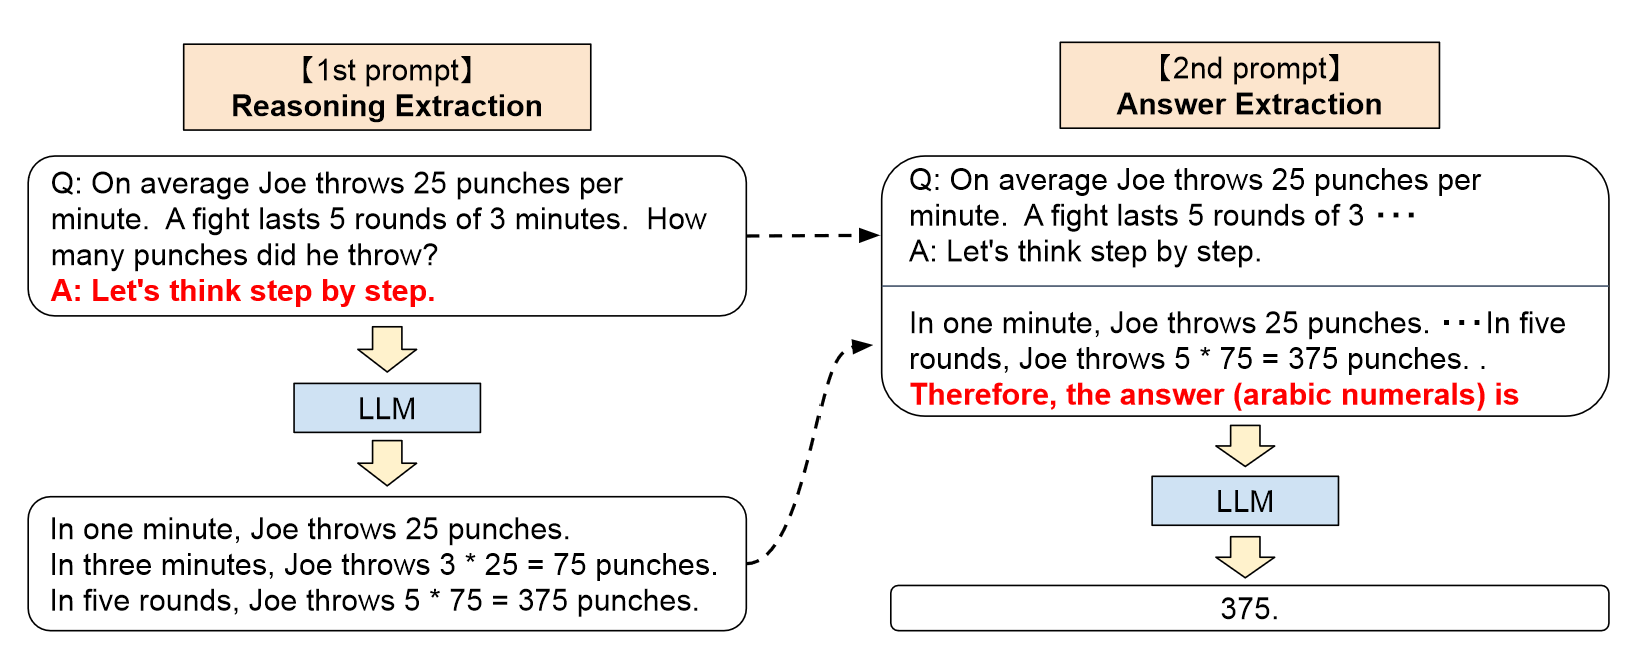 【1st prompt】
Reasoning Extraction
Q: On average Joe throws 25 punches per
minute.  A fight lasts 5 rounds of 3 minutes.  How
many punches did he throw?
A: Let's think step by step.
LLM
In one minute, Joe throws 25 punches.
In three minutes, Joe throws 3 * 25 = 75 punches.
In five rounds, Joe throws 5 * 75 = 375 punches.
【2nd prompt】
Answer Extraction
Q: On average Joe throws 25 punches per
minute.  A fight lasts 5 rounds of 3 ･･･
A: Let's think step by step.
In one minute, Joe throws 25 punches. ･･･In five
rounds, Joe throws 5 * 75 = 375 punches. .
Therefore, the answer (arabic numerals) is
LLM
375.